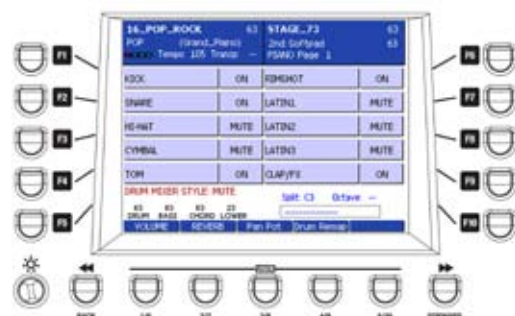 16_POP_ROCK 63 STAGE_73 63
POP (Grand_Piano) 2nd Softpad 63
Tempo 105 Transp -- PIANO Page 1
KICK ON RIMSHOT ON
SNARE ON LATIN1 MUTE
HI-HAT MUTE LATIN2 MUTE
CYMBAL MUTE LATIN3 MUTE
TOM ON CLAP/FX ON
DRUM MIXER STYLE MUTE
Split C3 Octave --
63 63 63 23
DRUM BASS CHORD LOWER
VOLUME REVERB Pan Pot Drum Remap
F1
F2
F3
F4
F5
F6
F7
F8
F9
F10
BACK
FORWARD